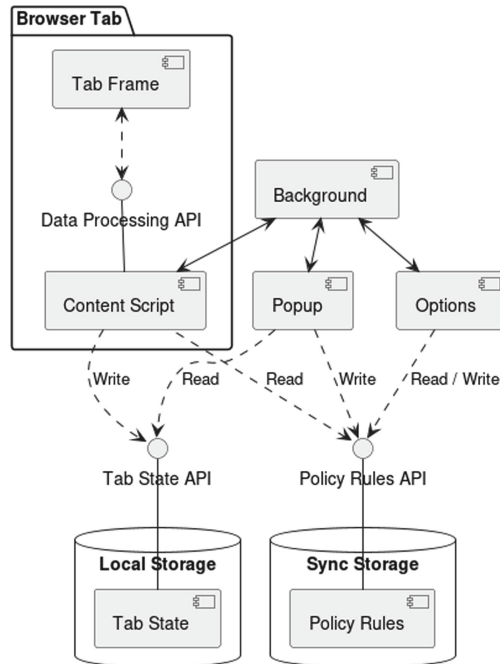 Browser Tab
Tab Frame
Background
Data Processing API
Content Script
Popup
Options
Write
Read
Read
Write
Read / Write
Tab State API
Policy Rules API
Local Storage
Sync Storage
Tab State
Policy Rules